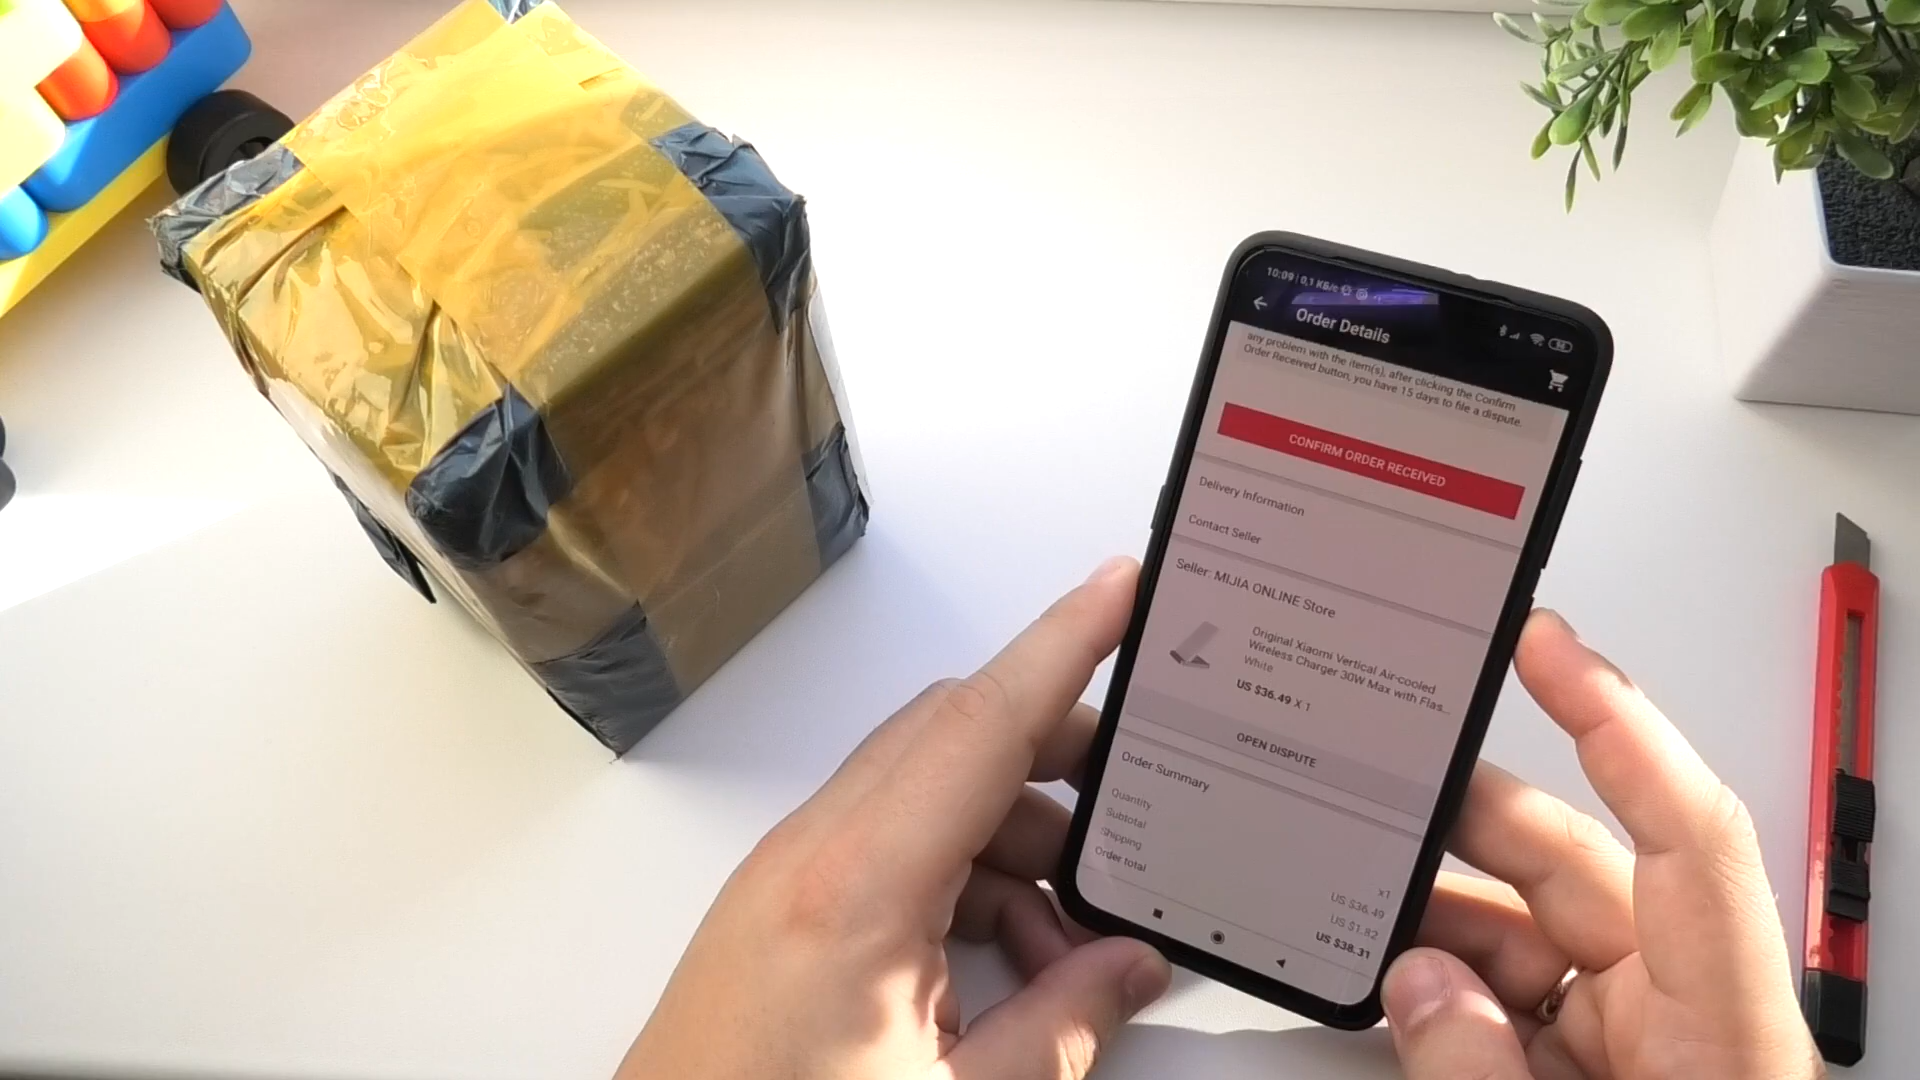 10:09 | 0,1 KB/c
Order Details
any problem with the item(s), after clicking the Confirm
Order Received button, you have 15 days to file a dispute.
CONFIRM ORDER RECEIVED
Delivery Information
Contact Seller
Seller: MIJIA ONLINE Store
Original Xiaomi Vertical Air-cooled
Wireless Charger 30W Max with Flas...
White
US $36.49 X 1
OPEN DISPUTE
Order Summary
Quantity x1
Subtotal US $36.49
Shipping US $1.82
Order total US $38.31